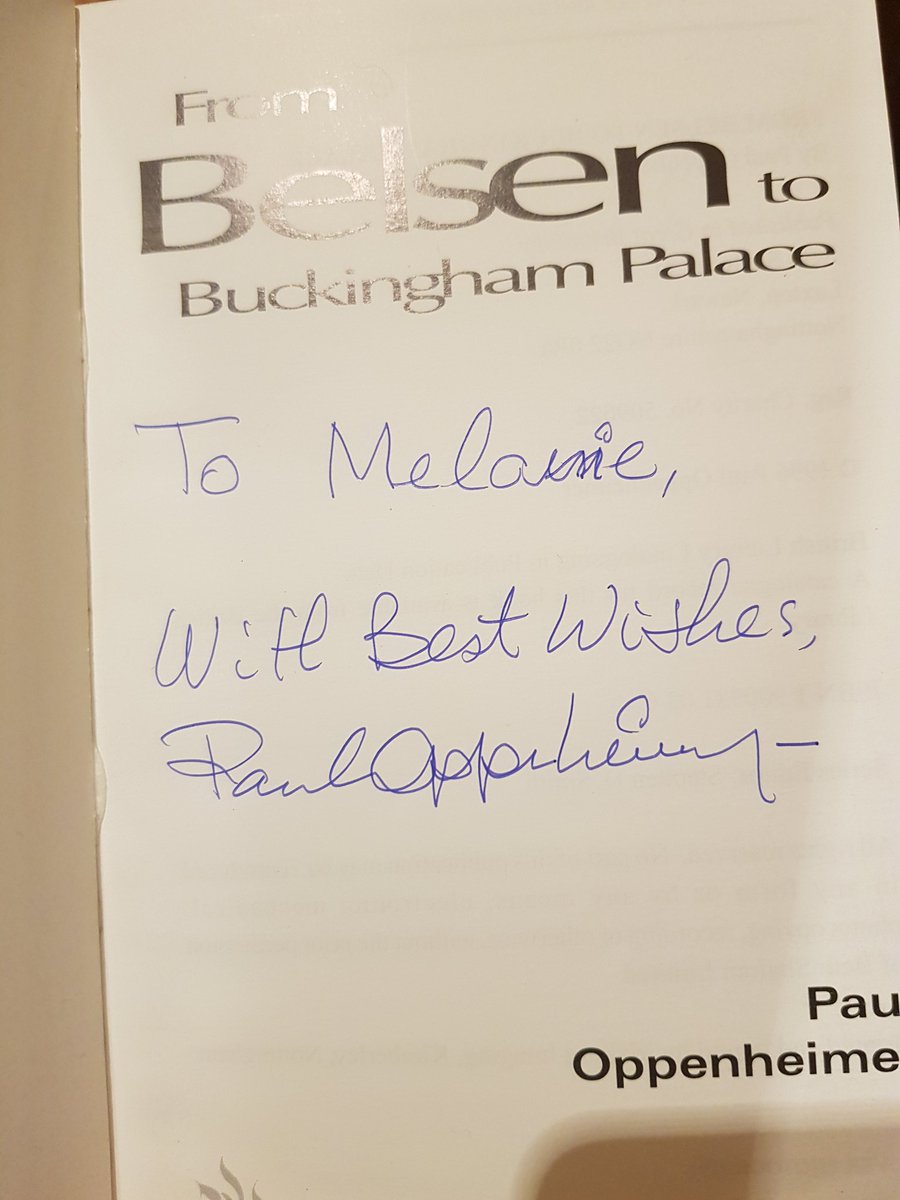 From
Belsen to
Buckingham Palace
To Melanie,
With Best Wishes,
Paul Oppenheimer
Pau
Oppenheime